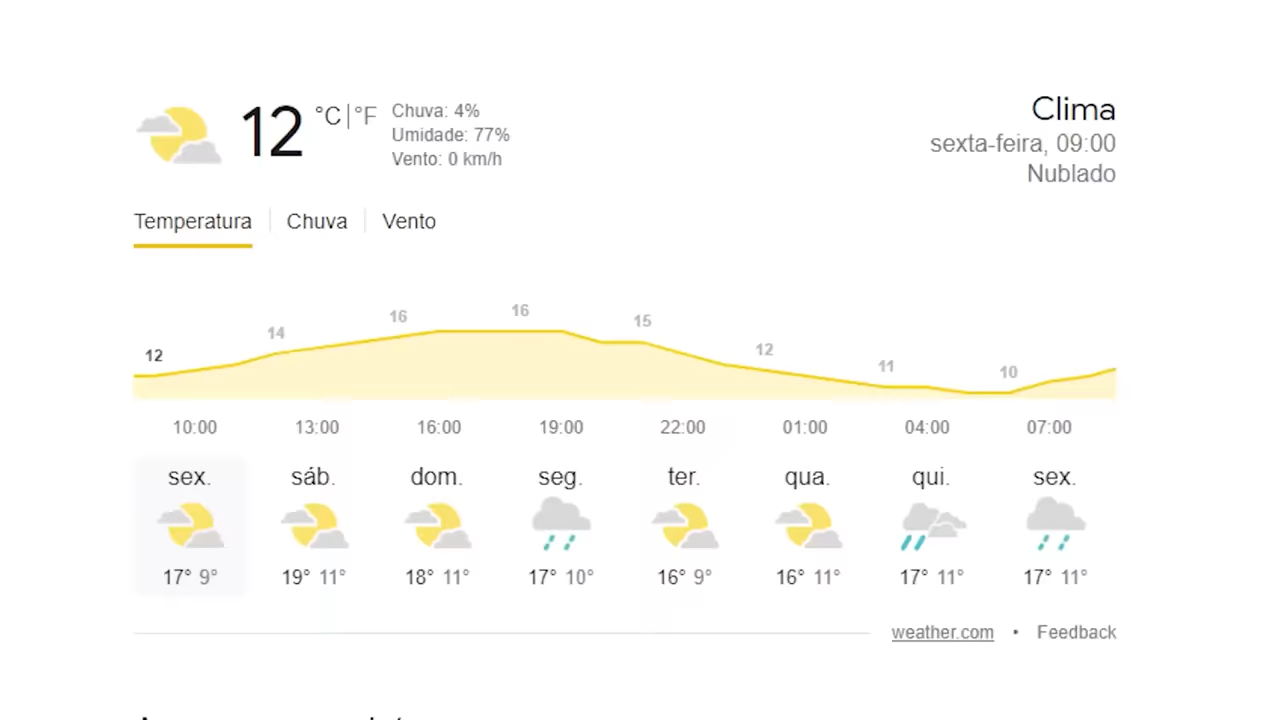 12 °C|°F
Chuva: 4%
Umidade: 77%
Vento: 0 km/h
Clima
sexta-feira, 09:00
Nublado
Temperatura | Chuva | Vento
12 14 16 16 15 12 11 10
10:00 13:00 16:00 19:00 22:00 01:00 04:00 07:00
sex. sáb. dom. seg. ter. qua. qui. sex.
17° 9° 19° 11° 18° 11° 17° 10° 16° 9° 16° 11° 17° 11° 17° 11°
weather.com • Feedback